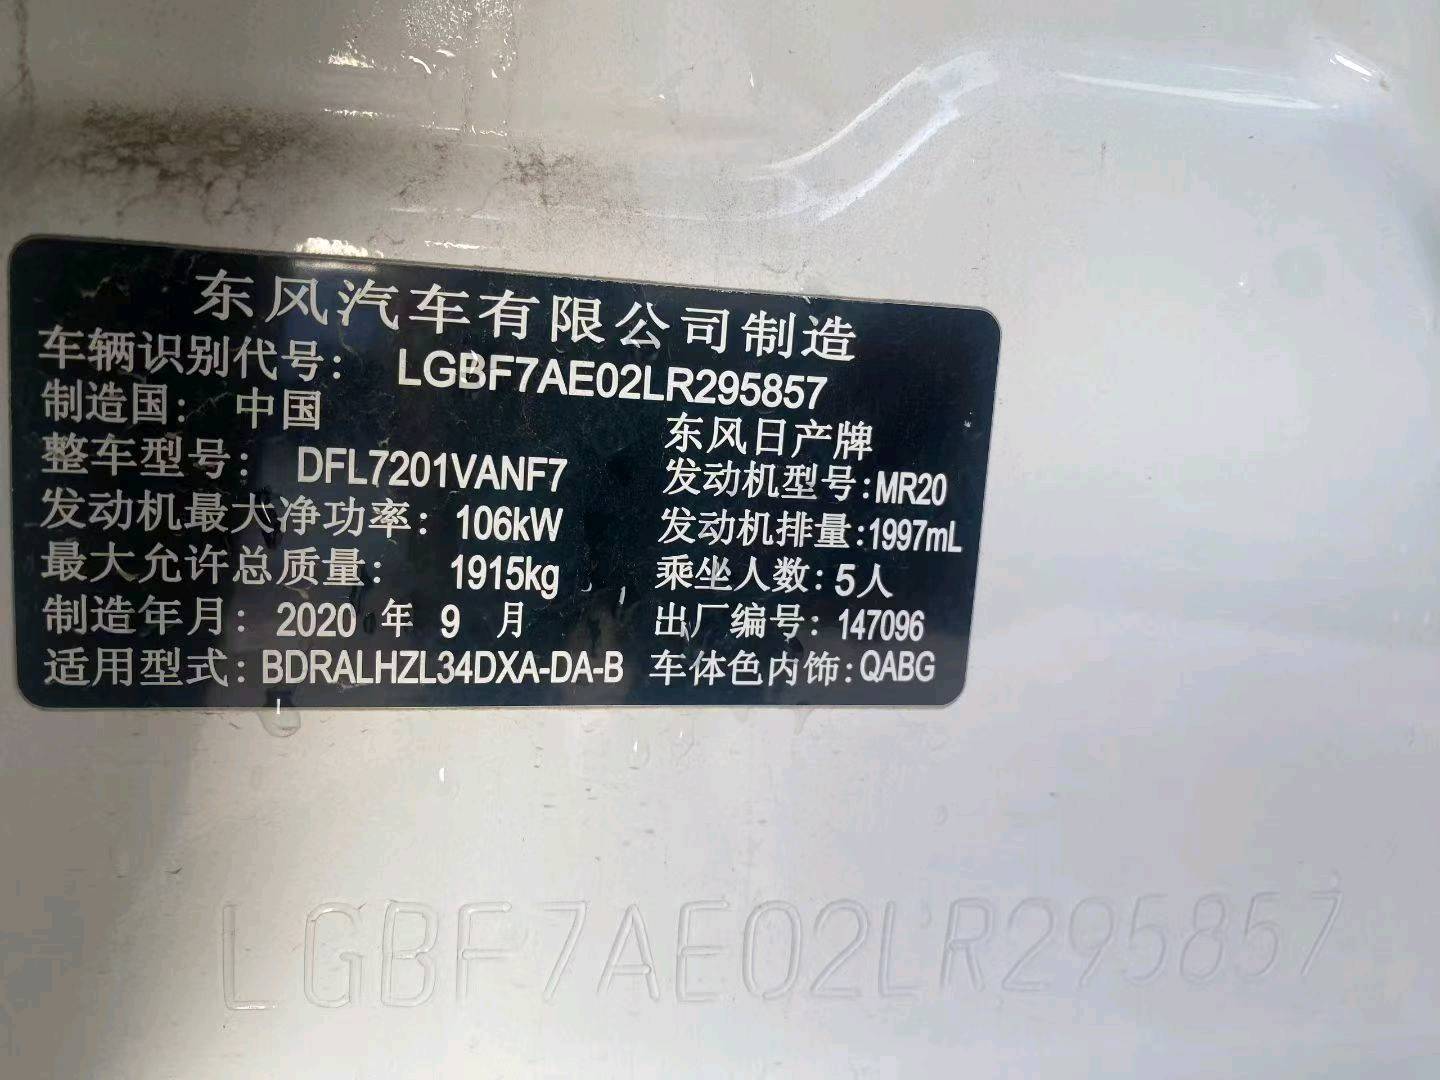 东风汽车有限公司制造
车辆识别代号: LGBF7AE02LR295857
制造国: 中国 东风日产牌
整车型号: DFL7201VANF7 发动机型号:MR20
发动机最大净功率: 106kW 发动机排量:1997mL
最大允许总质量: 1915kg 乘坐人数: 5人
制造年月: 2020 年 9 月 出厂编号: 147096
适用型式: BDRALHZL34DXA-DA-B 车体色内饰:QABG
LGBF7AE02LR295857